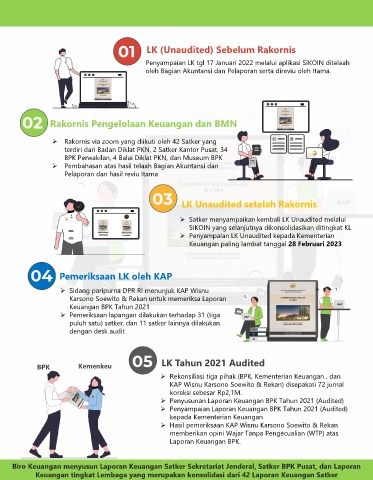 01 LK (Unaudited) Sebelum Rakornis
Penyampaian LK tgl 17 Januari 2022 melalui aplikasi SIKOIN ditelaah
oleh Bagian Akuntansi dan Pelaporan serta direviu oleh Itama.
02 Rakornis Pengelolaan Keuangan dan BMN
➢ Rakornis via zoom yang diikuti oleh 42 Satker yang
terdiri dari Badan Diklat PKN, 2 Satker Kantor Pusat, 34
BPK Perwakilan, 4 Balai Diklat PKN, dan Museum BPK
➢ Pembahasan atas hasil telaah Bagian Akuntansi dan
Pelaporan dan hasil reviu Itama
03 LK Unaudited setelah Rakornis
➢ Satker menyampaikan kembali LK Unaudited melalui
SIKOIN yang selanjutnya dikonsolidasikan ditingkat KL
➢ Penyampaian LK Unaudited kepada Kementerian
Keuangan paling lambat tanggal 28 Februari 2023
04 Pemeriksaan LK oleh KAP
➢ Sidang paripurna DPR RI menunjuk KAP Wisnu
Karsono Soewito & Rekan untuk memeriksa Laporan
Keuangan BPK Tahun 2021
➢ Pemeriksaan lapangan dilakukan terhadap 31 (tiga
puluh satu) satker, dan 11 satker lainnya dilakukan
dengan desk audit
BPK Kemenkeu
05 LK Tahun 2021 Audited
➢ Rekonsiliasi tiga pihak (BPK, Kementerian Keuangan , dan
KAP Wisnu Karsono Soewito & Rekan) disepakati 72 jurnal
koreksi sebesar Rp2,1M.
➢ Penyusunan Laporan Keuangan BPK Tahun 2021 (Audited)
➢ Penyampaian Laporan Keuangan BPK Tahun 2021 (Audited)
kepada Kementerian Keuangan
➢ Hasil pemeriksaan KAP Wisnu Karsono Soewito & Rekan
memberikan opini Wajar Tanpa Pengecualian (WTP) atas
Laporan Keuangan BPK.
Biro Keuangan menyusun Laporan Keuangan Satker Sekretariat Jenderal, Satker BPK Pusat, dan Laporan
Keuangan tingkat Lembaga yang merupakan konsolidasi dari 42 Laporan Keuangan Satker